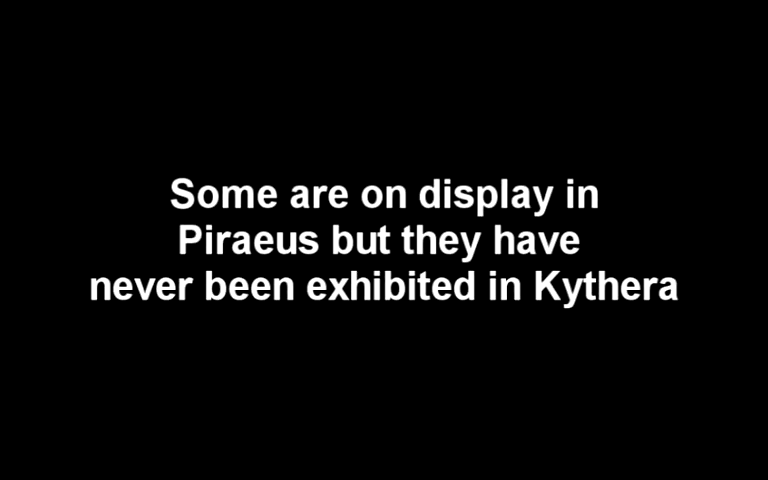 Some are on display in
Piraeus but they have
never been exhibited in Kythera